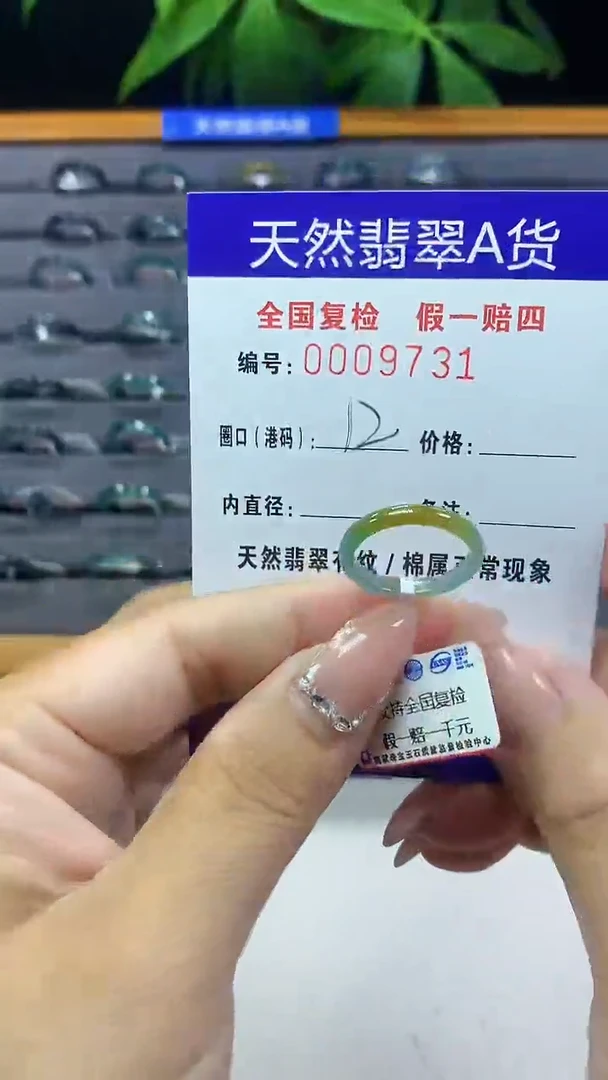 天然翡翠A货
全国复检 假一赔四
编号：0009731
圈口（港码）：12 价格：
内直径： 备注：
天然翡翠有纹/棉属正常现象
支持全国复检
假一赔一千元